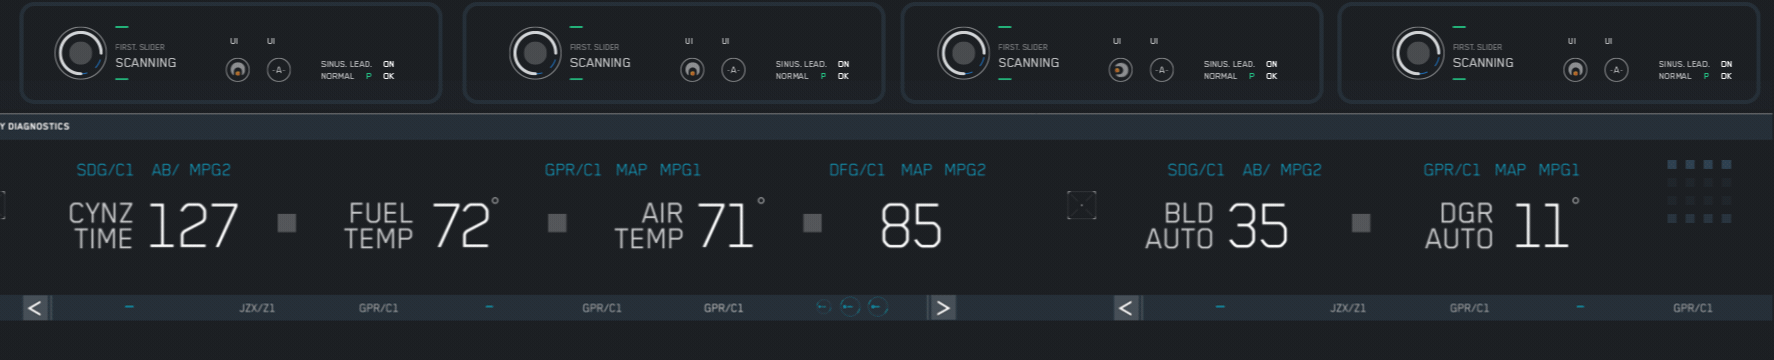 UI UI
FIRST. SLIDER
SCANNING
-A-
SINUS. LEAD. ON
NORMAL P OK
UI UI
FIRST. SLIDER
SCANNING
-A-
SINUS. LEAD. ON
NORMAL P OK
UI UI
FIRST. SLIDER
SCANNING
-A-
SINUS. LEAD. ON
NORMAL P OK
UI UI
FIRST. SLIDER
SCANNING
-A-
SINUS. LEAD. ON
NORMAL P OK
Y DIAGNOSTICS
SDG/C1 AB/ MPG2
GPR/C1 MAP MPG1
DFG/C1 MAP MPG2
SDG/C1 AB/ MPG2
GPR/C1 MAP MPG1
CYNZ
TIME 127
FUEL
TEMP 72°
AIR
TEMP 71°
85
BLD
AUTO 35
DGR
AUTO 11°
< JZX/Z1 GPR/C1 GPR/C1 GPR/C1 >
< JZX/Z1 GPR/C1 GPR/C1